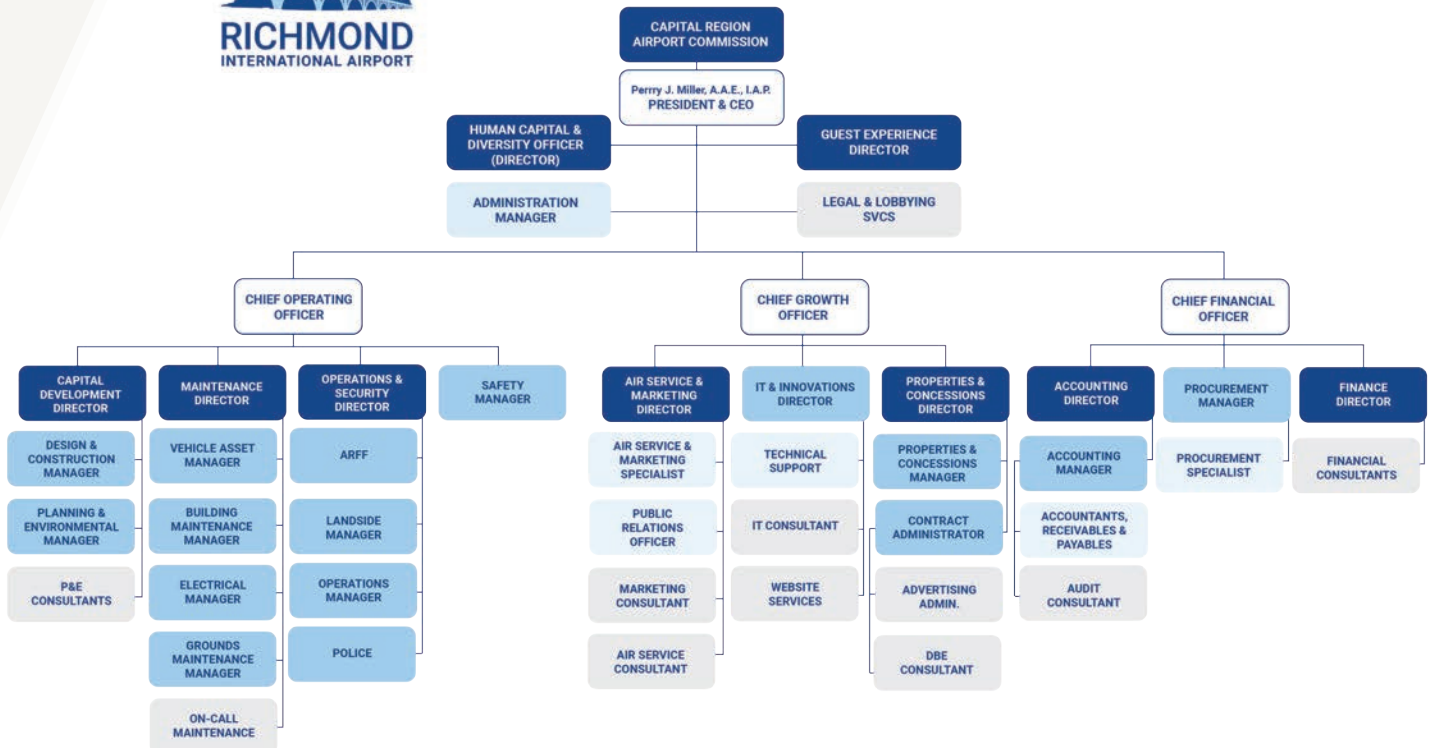 RICHMOND
INTERNATIONAL AIRPORT
CAPITAL REGION
AIRPORT COMMISSION
Perrry J. Miller, A.A.E., I.A.P.
PRESIDENT & CEO
HUMAN CAPITAL &
DIVERSITY OFFICER
(DIRECTOR)
GUEST EXPERIENCE
DIRECTOR
ADMINISTRATION
MANAGER
LEGAL & LOBBYING
SVCS
CHIEF OPERATING
OFFICER
CHIEF GROWTH
OFFICER
CHIEF FINANCIAL
OFFICER
CAPITAL
DEVELOPMENT
DIRECTOR
MAINTENANCE
DIRECTOR
OPERATIONS &
SECURITY
DIRECTOR
SAFETY
MANAGER
AIR SERVICE &
MARKETING
DIRECTOR
IT & INNOVATIONS
DIRECTOR
PROPERTIES &
CONCESSIONS
DIRECTOR
ACCOUNTING
DIRECTOR
PROCUREMENT
MANAGER
FINANCE
DIRECTOR
DESIGN &
CONSTRUCTION
MANAGER
VEHICLE ASSET
MANAGER
ARFF
AIR SERVICE &
MARKETING
SPECIALIST
TECHNICAL
SUPPORT
PROPERTIES &
CONCESSIONS
MANAGER
ACCOUNTING
MANAGER
PROCUREMENT
SPECIALIST
FINANCIAL
CONSULTANTS
PLANNING &
ENVIRONMENTAL
MANAGER
BUILDING
MAINTENANCE
MANAGER
LANDSIDE
MANAGER
PUBLIC
RELATIONS
OFFICER
IT CONSULTANT
CONTRACT
ADMINISTRATOR
ACCOUNTANTS,
RECEIVABLES &
PAYABLES
P&E
CONSULTANTS
ELECTRICAL
MANAGER
OPERATIONS
MANAGER
MARKETING
CONSULTANT
WEBSITE
SERVICES
ADVERTISING
ADMIN.
AUDIT
CONSULTANT
GROUNDS
MAINTENANCE
MANAGER
POLICE
AIR SERVICE
CONSULTANT
DBE
CONSULTANT
ON-CALL
MAINTENANCE